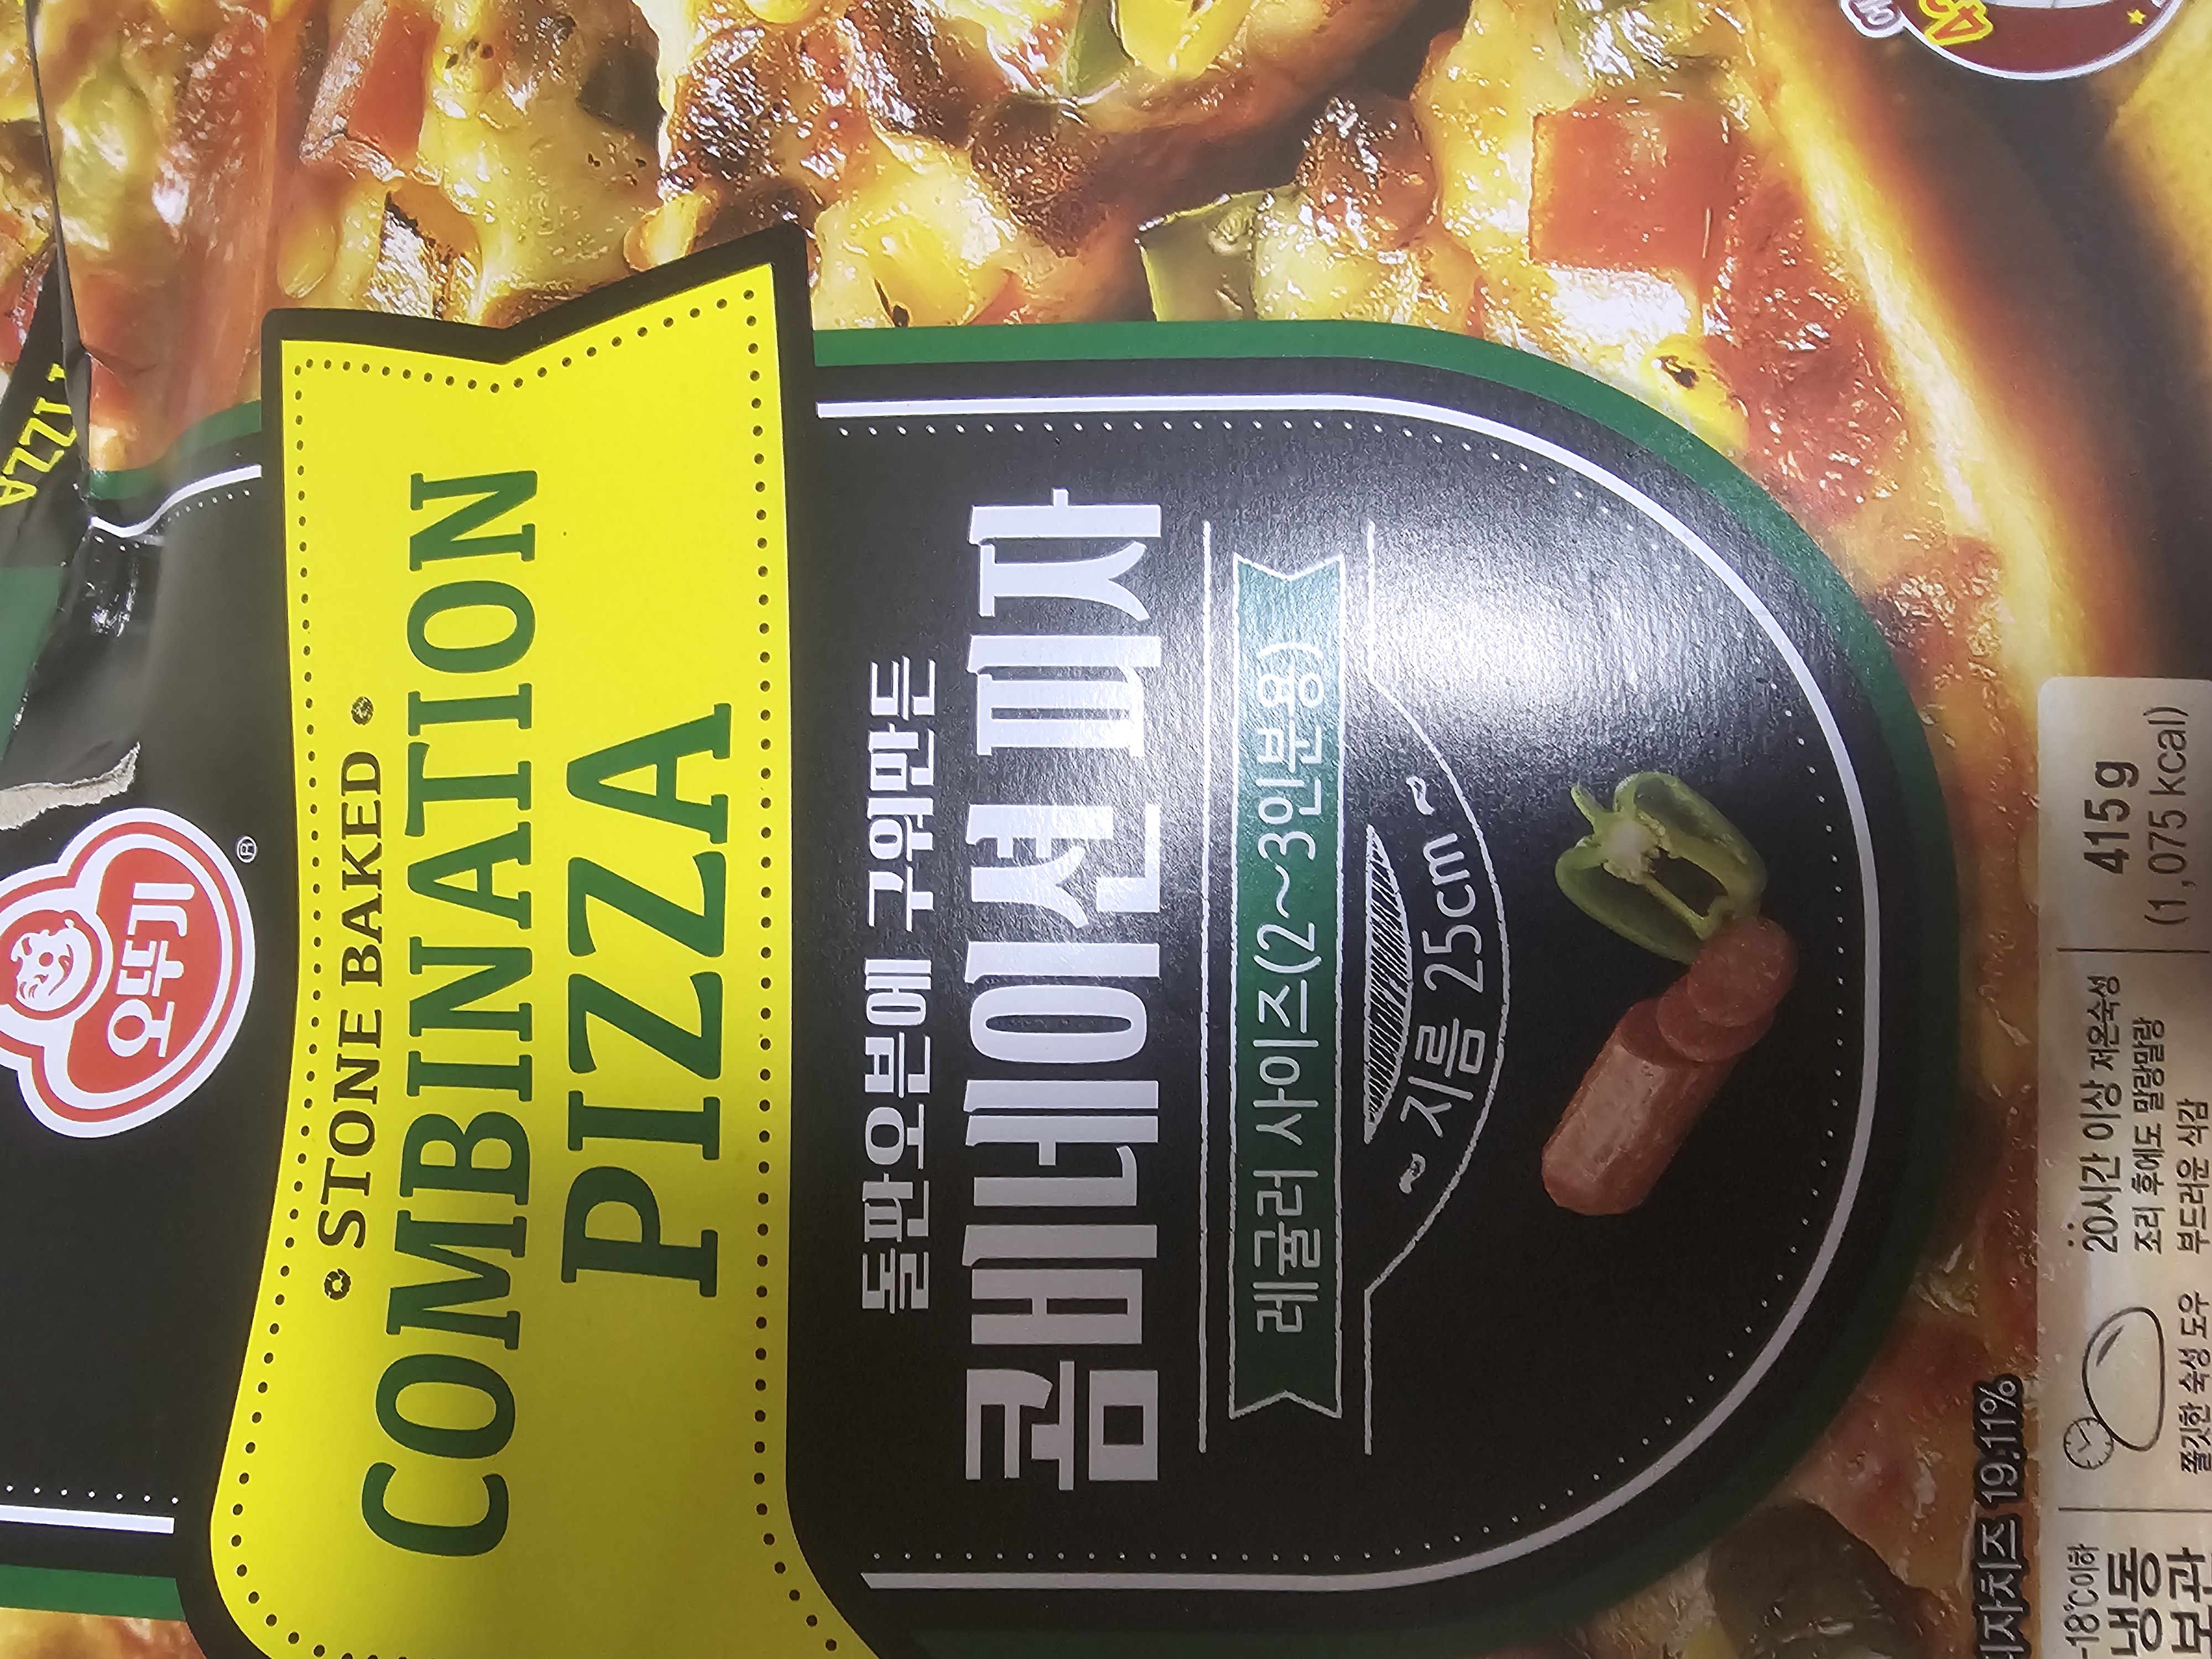 오뚜기
®
STONE BAKED
COMBINATION
PIZZA
돌판오븐에 구워만든
콤비네이션 피자
레귤러 사이즈(2~3인분용)
지름 25cm
자치즈 19.11%
-18℃이하
냉동
보관
쫄깃한 숙성 도우
20시간 이상 저온숙성
조리 후에도 말랑말랑
부드러운 식감
415g
(1,075 kcal)
IZZA